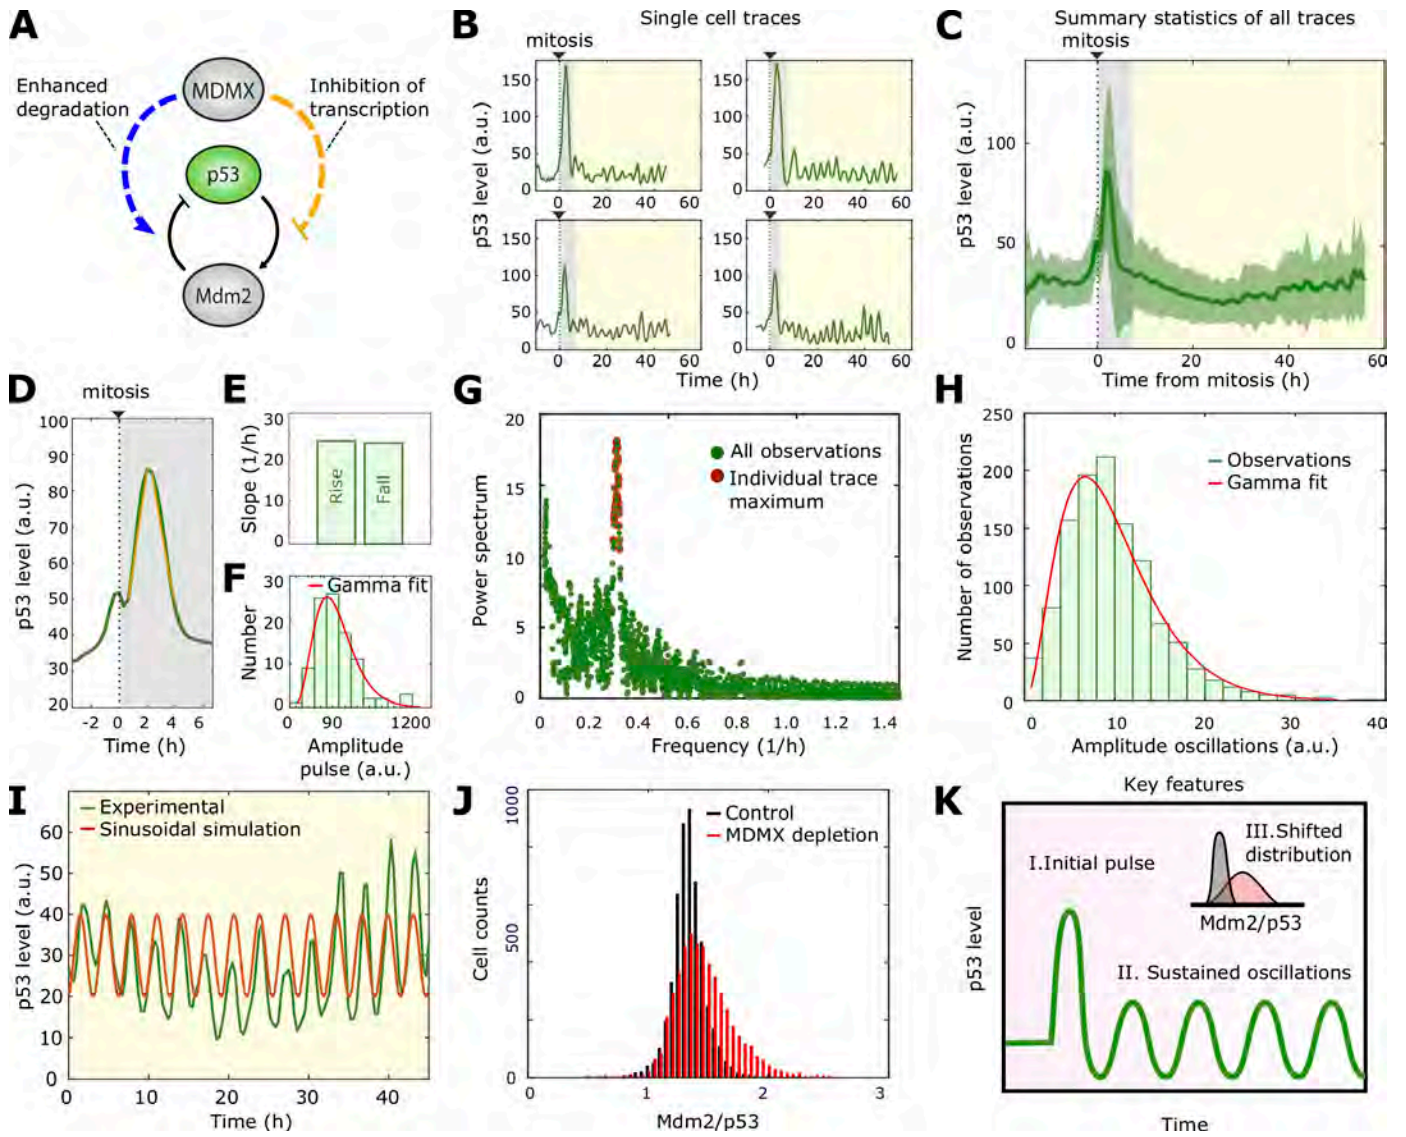 A
Enhanced
degradation
MDMX
Inhibition of
transcription
p53
Mdm2
B
Single cell traces
mitosis
p53 level (a.u.)
150
100
50
0
0 20 40 60
0 20 40 60
150
100
50
0
150
100
50
0
0 20 40 60
150
100
50
0
0 20 40 60
Time (h)
C
Summary statistics of all traces
mitosis
p53 level (a.u.)
100
50
0
0 20 40 60
Time from mitosis (h)
D
mitosis
p53 level (a.u.)
100
90
80
70
60
50
40
30
20
-2 0 2 4 6
Time (h)
E
Slope (1/h)
30
20
10
0
Rise
Fall
F
Number
30
20
10
0
Gamma fit
0 90 1200
Amplitude
pulse (a.u.)
G
Power spectrum
20
15
10
5
0
All observations
Individual trace
maximum
0 0.2 0.4 0.6 0.8 1.0 1.2 1.4
Frequency (1/h)
H
Number of observations
250
200
150
100
50
0
Observations
Gamma fit
0 10 20 30 40
Amplitude oscillations (a.u.)
I
p53 level (a.u.)
60
50
40
30
20
10
0
Experimental
Sinusoidal simulation
0 10 20 30 40
Time (h)
J
Cell counts
1000
500
0
Control
MDMX depletion
0 1 2 3
Mdm2/p53
K
Key features
p53 level
I.Initial pulse
III.Shifted
distribution
Mdm2/p53
II. Sustained oscillations
Time